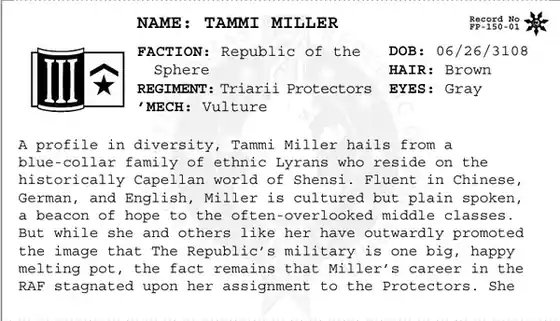 NAME: TAMMI MILLER
Record No
FP-150-01
FACTION: Republic of the
Sphere
REGIMENT: Triarii Protectors
'MECH: Vulture
DOB: 06/26/3108
HAIR: Brown
EYES: Gray
III
A profile in diversity, Tammi Miller hails from a
blue-collar family of ethnic Lyrans who reside on the
historically Capellan world of Shensi. Fluent in Chinese,
German, and English, Miller is cultured but plain spoken,
a beacon of hope to the often-overlooked middle classes.
But while she and others like her have outwardly promoted
the image that The Republic's military is one big, happy
melting pot, the fact remains that Miller's career in the
RAF stagnated upon her assignment to the Protectors. She